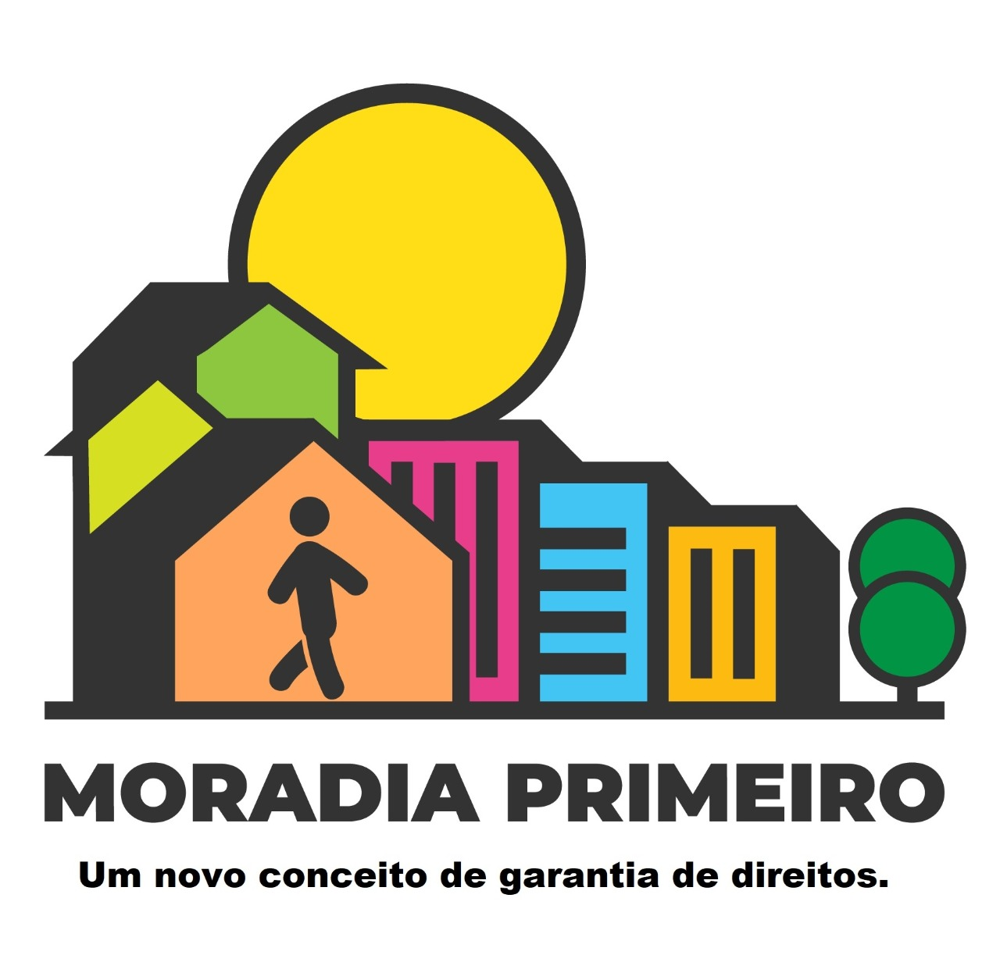 MORADIA PRIMEIRO
Um novo conceito de garantia de direitos.